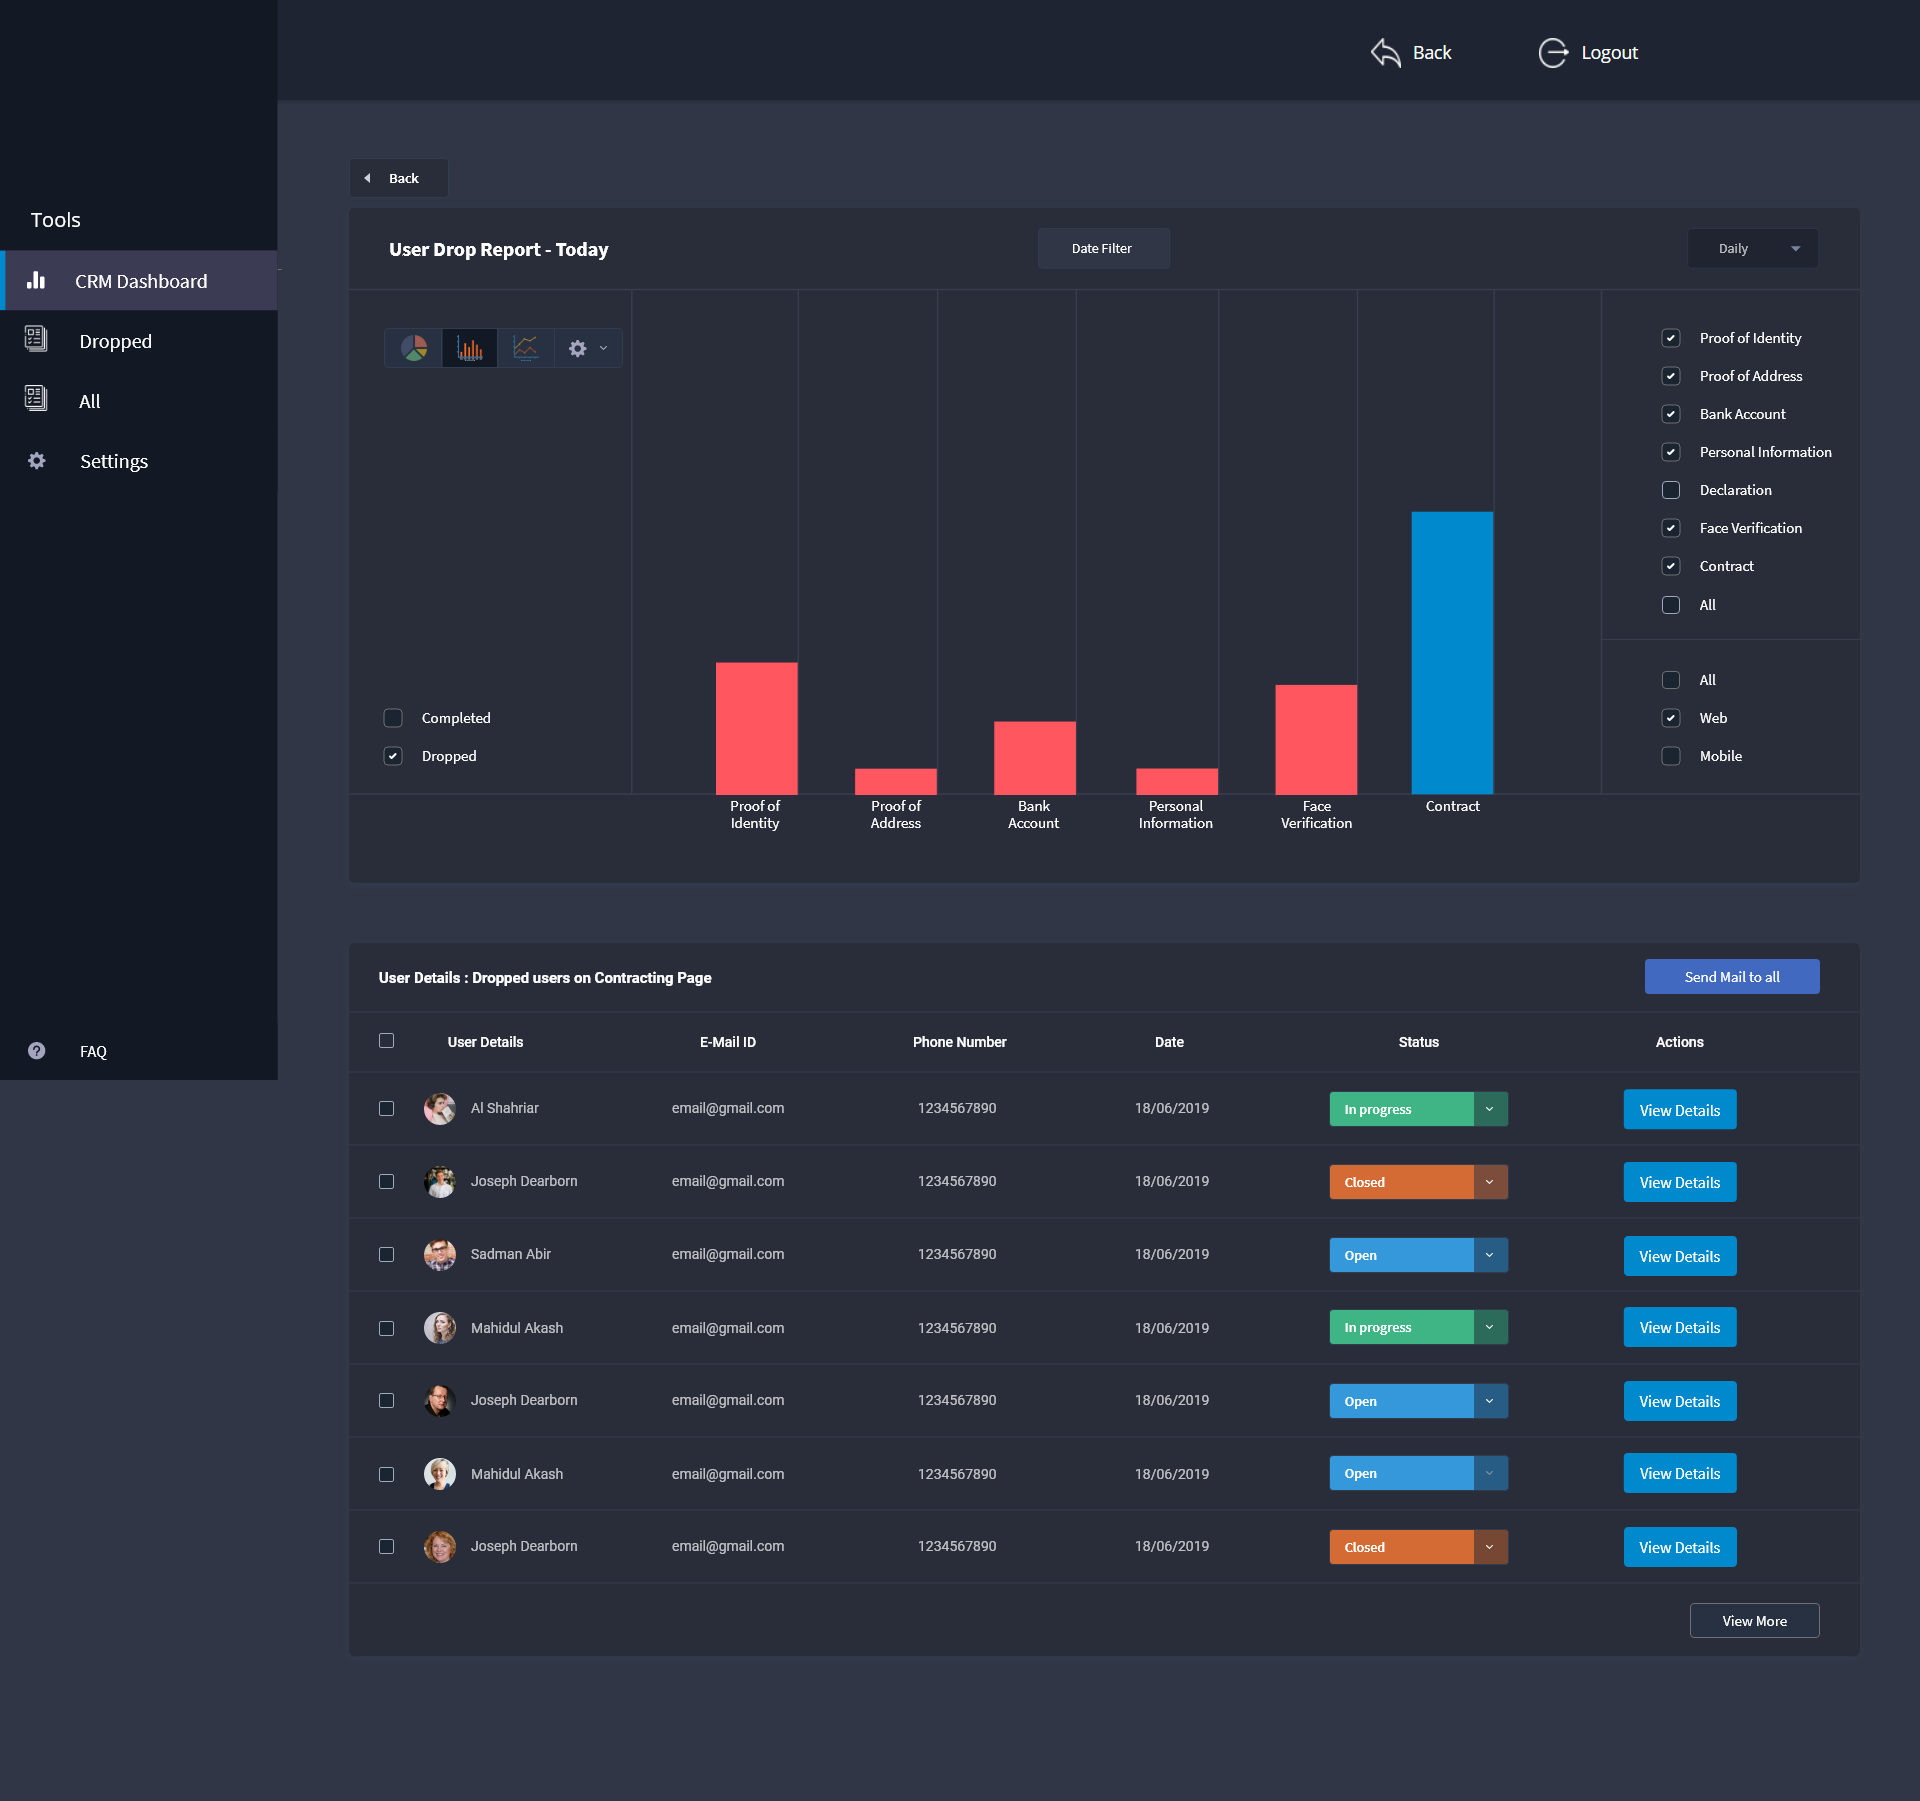 Back
Logout
Tools
CRM Dashboard
Dropped
All
Settings
FAQ
Back
User Drop Report - Today
Date Filter
Daily
Completed
Dropped
Proof of Identity
Proof of Address
Bank Account
Personal Information
Declaration
Face Verification
Contract
All
All
Web
Mobile
Proof of
Identity
Proof of
Address
Bank
Account
Personal
Information
Face
Verification
Contract
User Details : Dropped users on Contracting Page
Send Mail to all
User Details E-Mail ID Phone Number Date Status Actions
Al Shahriar email@gmail.com 1234567890 18/06/2019 In progress View Details
Joseph Dearborn email@gmail.com 1234567890 18/06/2019 Closed View Details
Sadman Abir email@gmail.com 1234567890 18/06/2019 Open View Details
Mahidul Akash email@gmail.com 1234567890 18/06/2019 In progress View Details
Joseph Dearborn email@gmail.com 1234567890 18/06/2019 Open View Details
Mahidul Akash email@gmail.com 1234567890 18/06/2019 Open View Details
Joseph Dearborn email@gmail.com 1234567890 18/06/2019 Closed View Details
View More